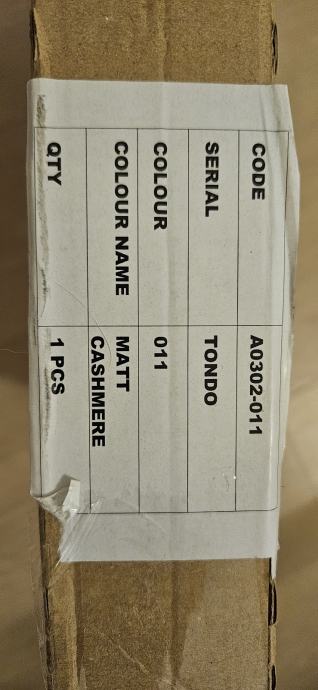 CODE A0302-011
SERIAL TONDO
COLOUR 011
COLOUR NAME MATT
CASHMERE
QTY 1 PCS